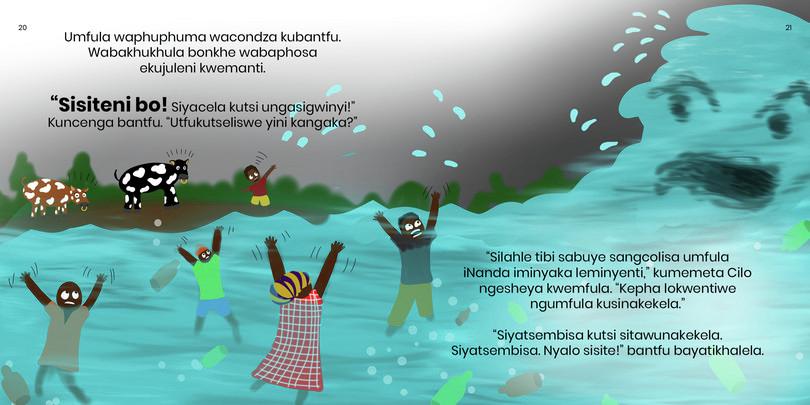 20
Umfula waphuphuma wacondza kubantfu.
Wabakhukhula bonkhe wabaphosa
ekujuleni kwemanti.
“Sisiteni bo! Siyacela kutsi ungasigwinyi!”
Kuncenga bantfu. “Utfukutseliswe yini kangaka?”
21
“Silahle tibi sabuye sangcolisa umfula
iNanda iminyaka leminyenti,” kumemeta Cilo
ngesheya kwemfula. “Kepha lokwentiwe
ngumfula kusinakekela.”
“Siyatsembisa kutsi sitawunakekela.
Siyatsembisa. Nyalo sisite!” bantfu bayatikhalela.